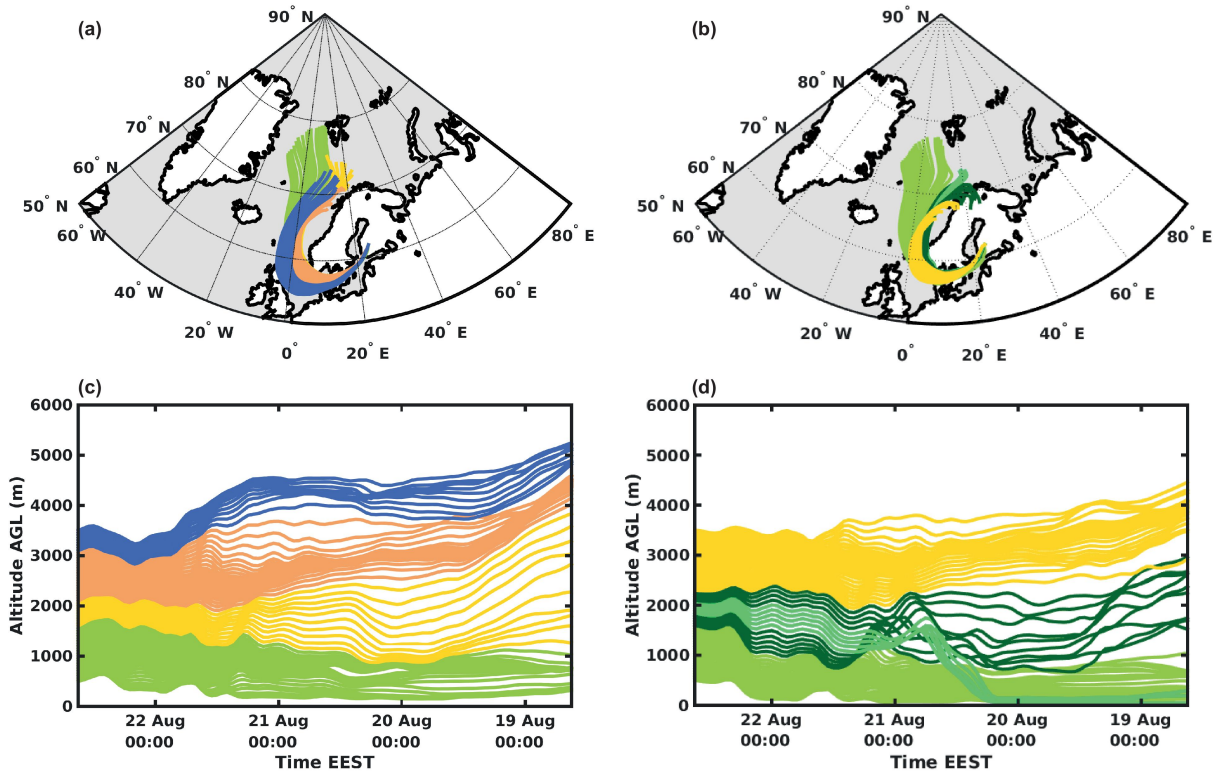 (a)
90° N
80° N
70° N
60° N
50° N
60° W
40° W
20° W
0°
20° E
40° E
60° E
80° E
(b)
90° N
80° N
70° N
60° N
50° N
60° W
40° W
20° W
0°
20° E
40° E
60° E
80° E
(c)
6000
5000
4000
3000
2000
1000
0
Altitude AGL (m)
22 Aug
00:00
21 Aug
00:00
20 Aug
00:00
19 Aug
00:00
Time EEST
(d)
6000
5000
4000
3000
2000
1000
0
Altitude AGL (m)
22 Aug
00:00
21 Aug
00:00
20 Aug
00:00
19 Aug
00:00
Time EEST